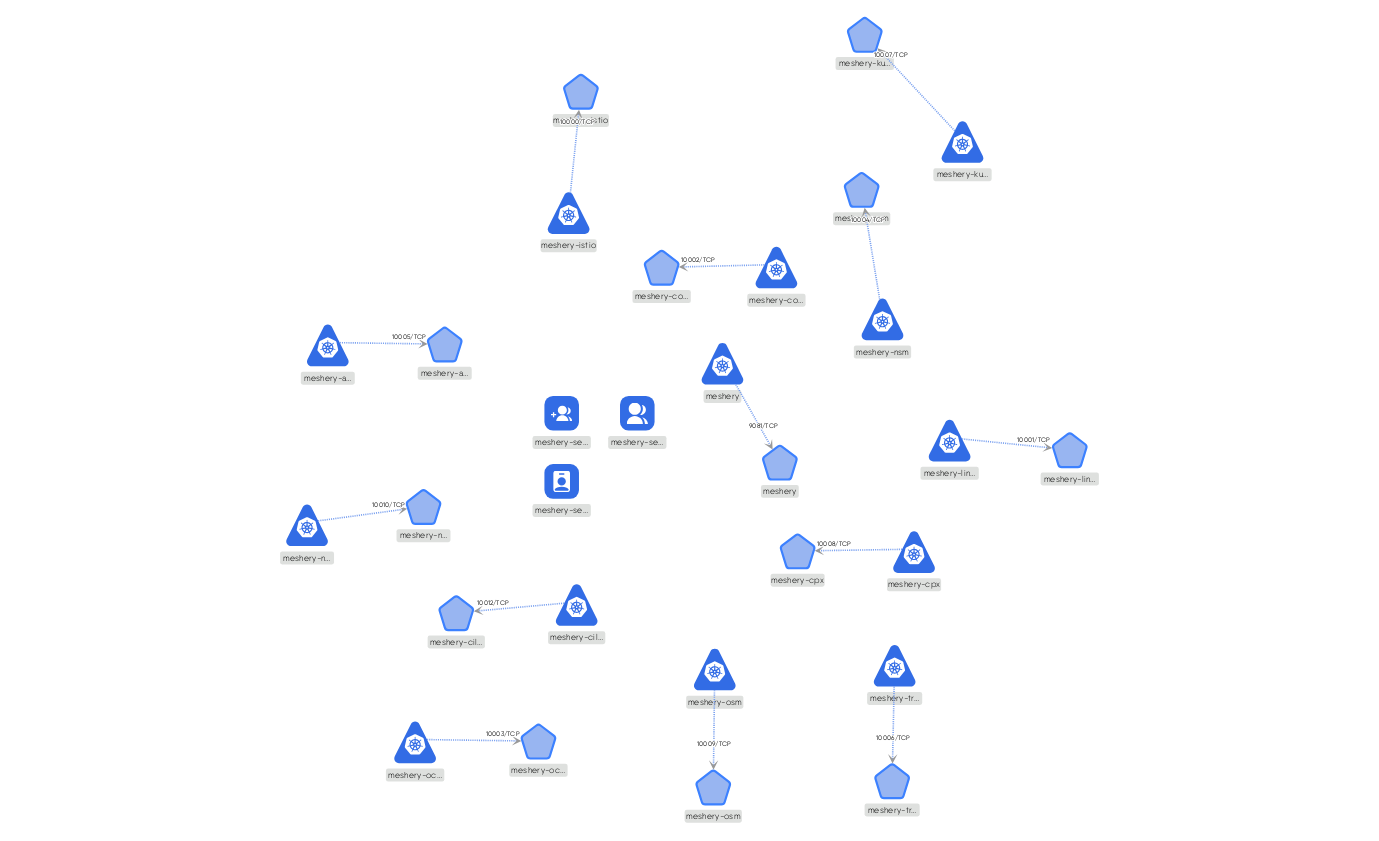 10007/TCP
meshery-ku...
meshery-ku...
10000/TCP
meshery-istio
10004/TCP
meshery-nsm
10002/TCP
meshery-co...
meshery-co...
10005/TCP
meshery-a...
meshery-a...
meshery
9081/TCP
meshery
meshery-se...
meshery-se...
meshery-se...
10001/TCP
meshery-lin...
meshery-lin...
10010/TCP
meshery-n...
meshery-n...
10008/TCP
meshery-cpx
meshery-cpx
10012/TCP
meshery-cil...
meshery-cil...
meshery-osm
10009/TCP
meshery-osm
meshery-tr...
10006/TCP
meshery-tr...
10003/TCP
meshery-oc...
meshery-oc...